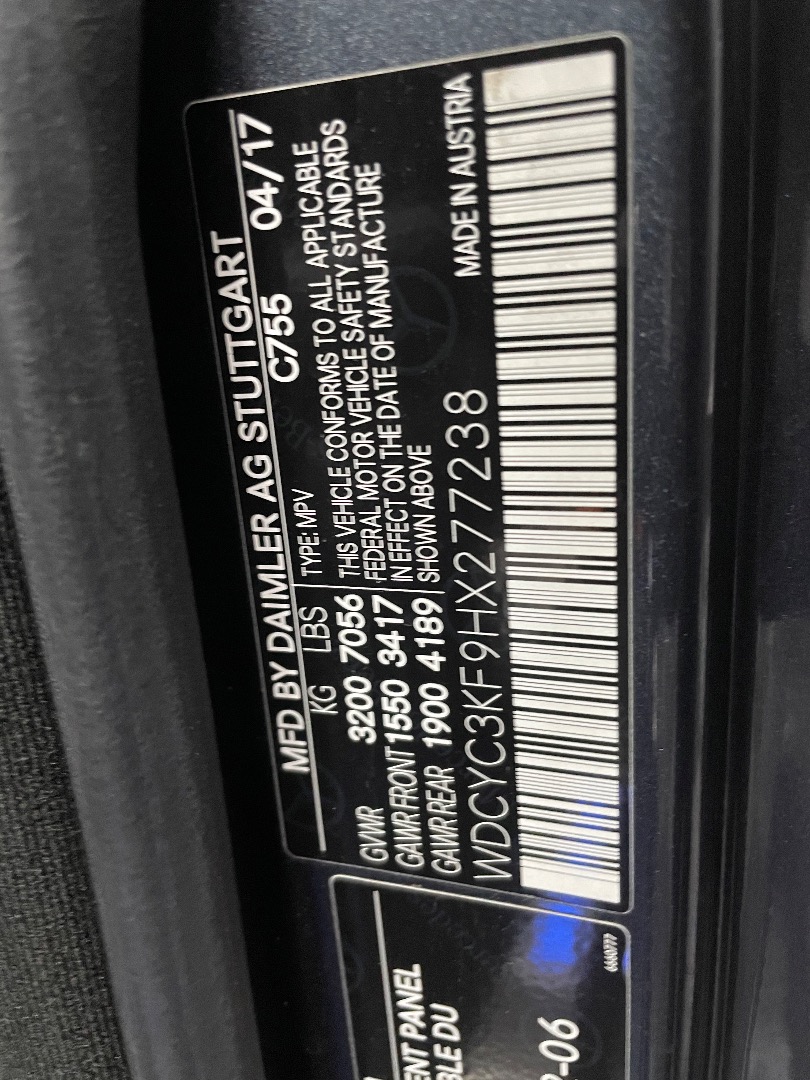 MFD BY DAIMLER AG STUTTGART
KG LBS C755 04/17
GVWR 3200 7056
GAWR FRONT 1550 3417
GAWR REAR 1900 4189
TYPE: MPV
THIS VEHICLE CONFORMS TO ALL APPLICABLE
FEDERAL MOTOR VEHICLE SAFETY STANDARDS
IN EFFECT ON THE DATE OF MANUFACTURE
SHOWN ABOVE
MADE IN AUSTRIA
WDCYC3KF9HX277238
PANEL
DU
-06